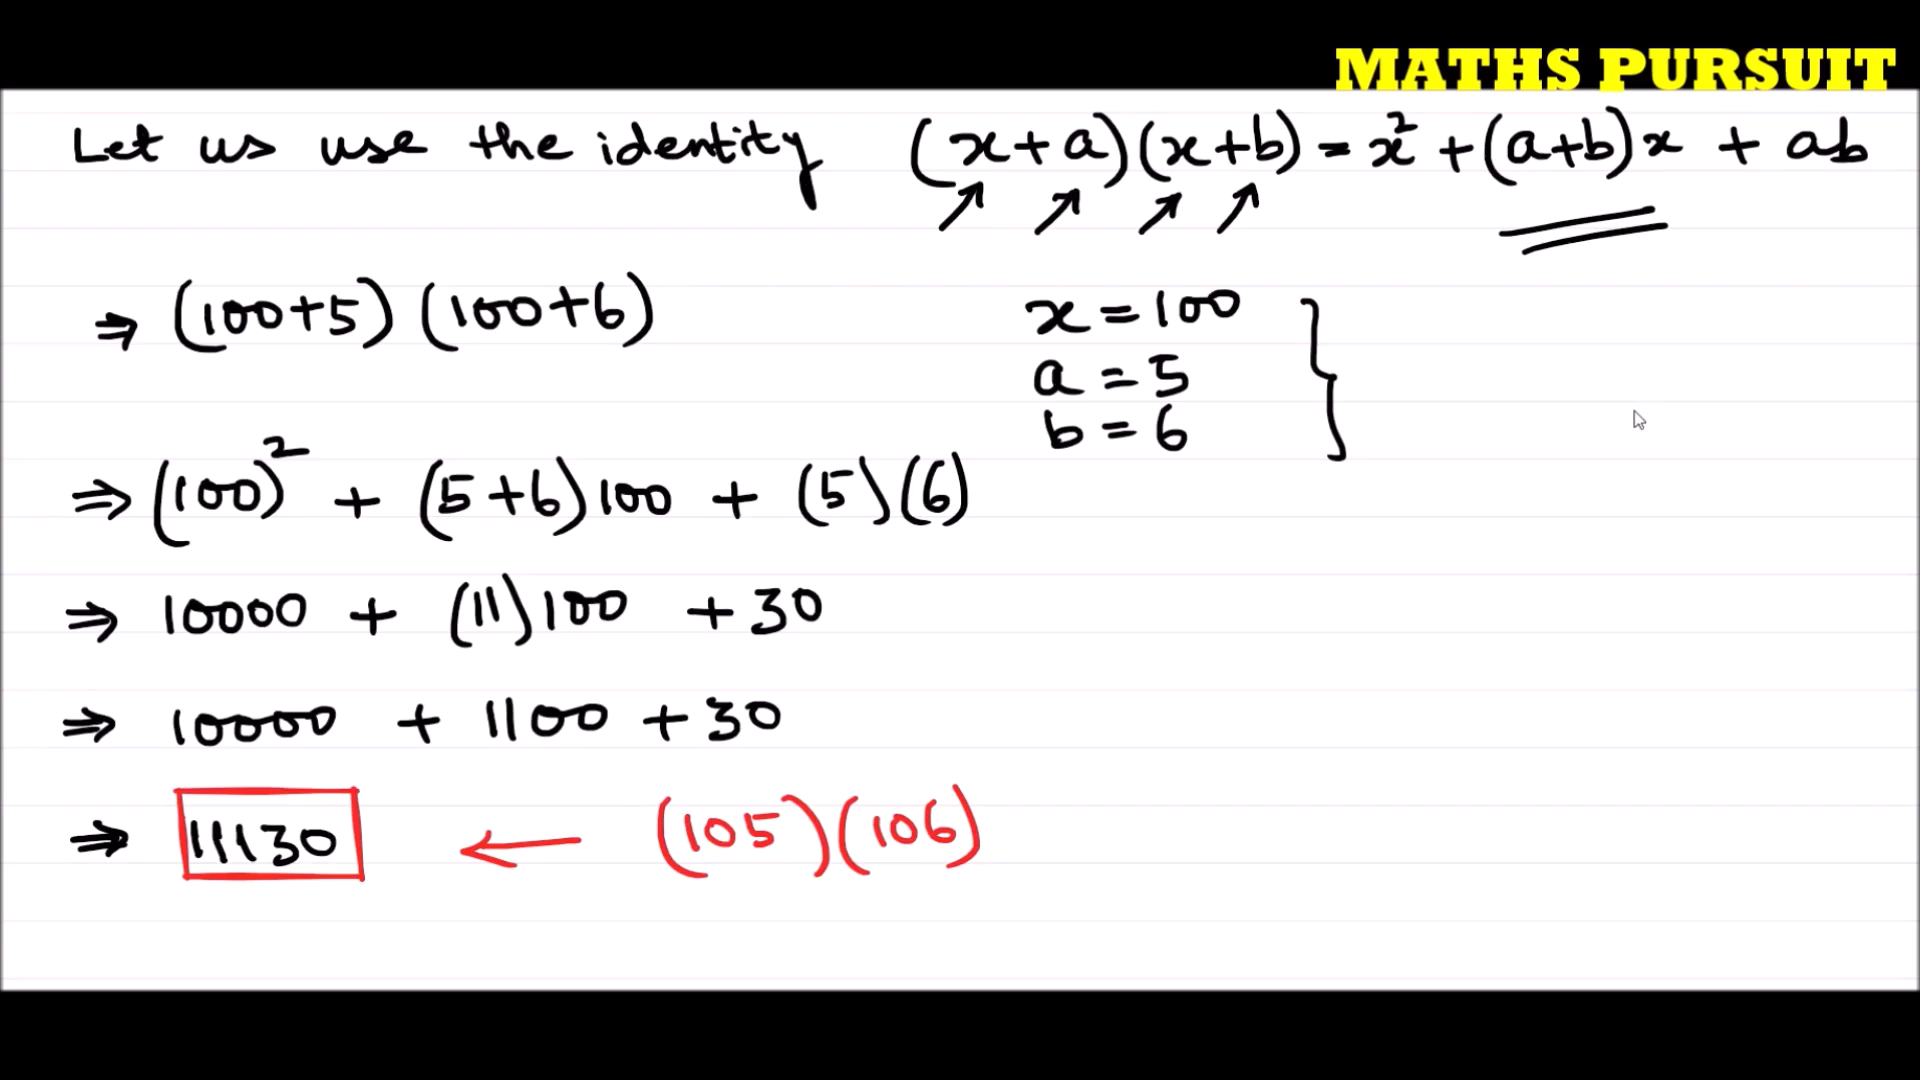 MATHS PURSUIT
Let us use the identity (x+a)(x+b) = x² + (a+b)x + ab
⇒ (100+5) (100+6)
x = 100
a = 5
b = 6
⇒ (100)² + (5+6)100 + (5)(6)
⇒ 10000 + (11)100 + 30
⇒ 10000 + 1100 + 30
⇒ 11130 ← (105)(106)